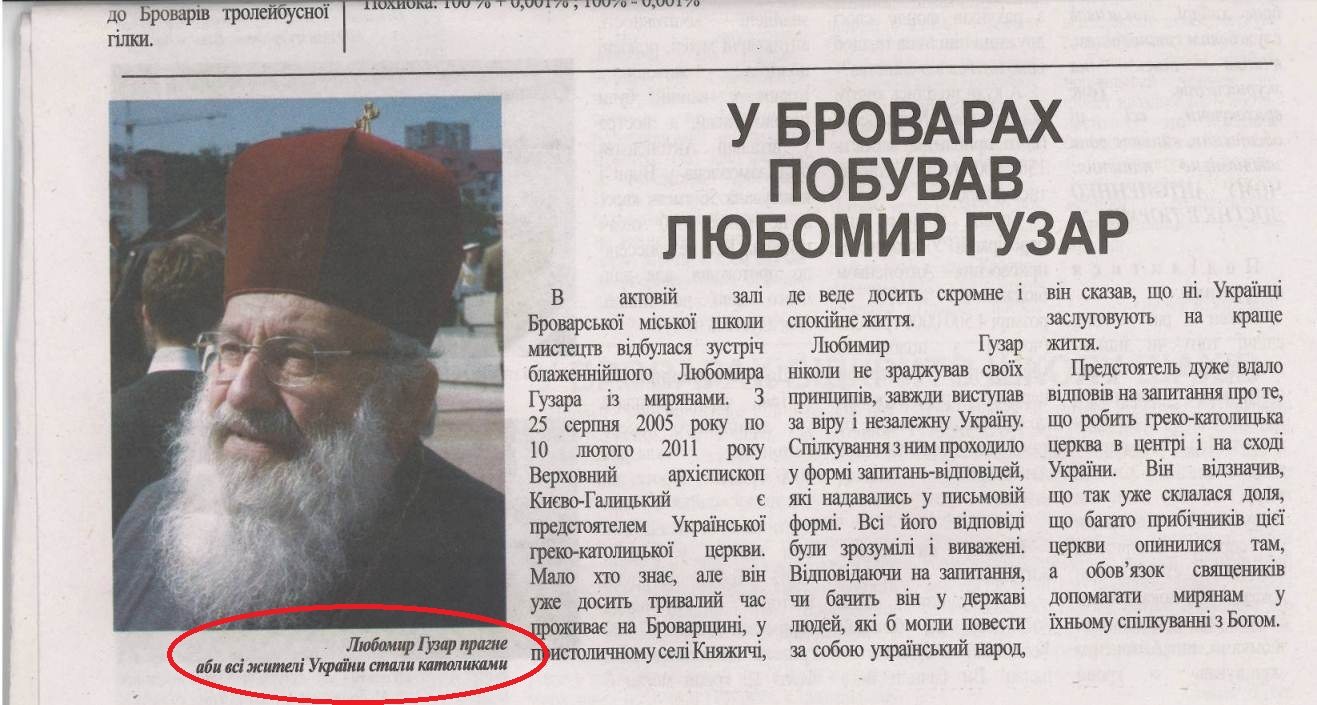 до Броварів тролейбусної
гілки.
Похибка: 100 % + 0,001% ; 100% - 0,001%
У БРОВАРАХ
ПОБУВАВ
ЛЮБОМИР ГУЗАР
Любомир Гузар прагне
аби всі жителі України стали католиками
В актовій залі
Броварської міської школи
мистецтв відбулася зустріч
блаженнійшого Любомира
Гузара із мирянами. З
25 серпня 2005 року по
10 лютого 2011 року
Верховний архієпископ
Києво-Галицький є
предстоятелем Української
греко-католицької церкви.
Мало хто знає, але він
уже досить тривалий час
проживає на Броварщині, у
пристоличному селі Княжичі,
де веде досить скромне і
спокійне життя.
Любимир Гузар
ніколи не зраджував своїх
принципів, завжди виступав
за віру і незалежну Україну.
Спілкування з ним проходило
у формі запитань-відповідей,
які надавались у письмовій
формі. Всі його відповіді
були зрозумілі і виважені.
Відповідаючи на запитання,
чи бачить він у державі
людей, які б могли повести
за собою український народ,
він сказав, що ні. Українці
заслуговують на краще
життя.
Предстоятель дуже вдало
відповів на запитання про те,
що робить греко-католицька
церква в центрі і на сході
України. Він відзначив,
що так уже склалася доля,
що багато прибічників цієї
церкви опинилися там,
а обов’язок священиків
допомагати мирянам у
їхньому спілкуванні з Богом.